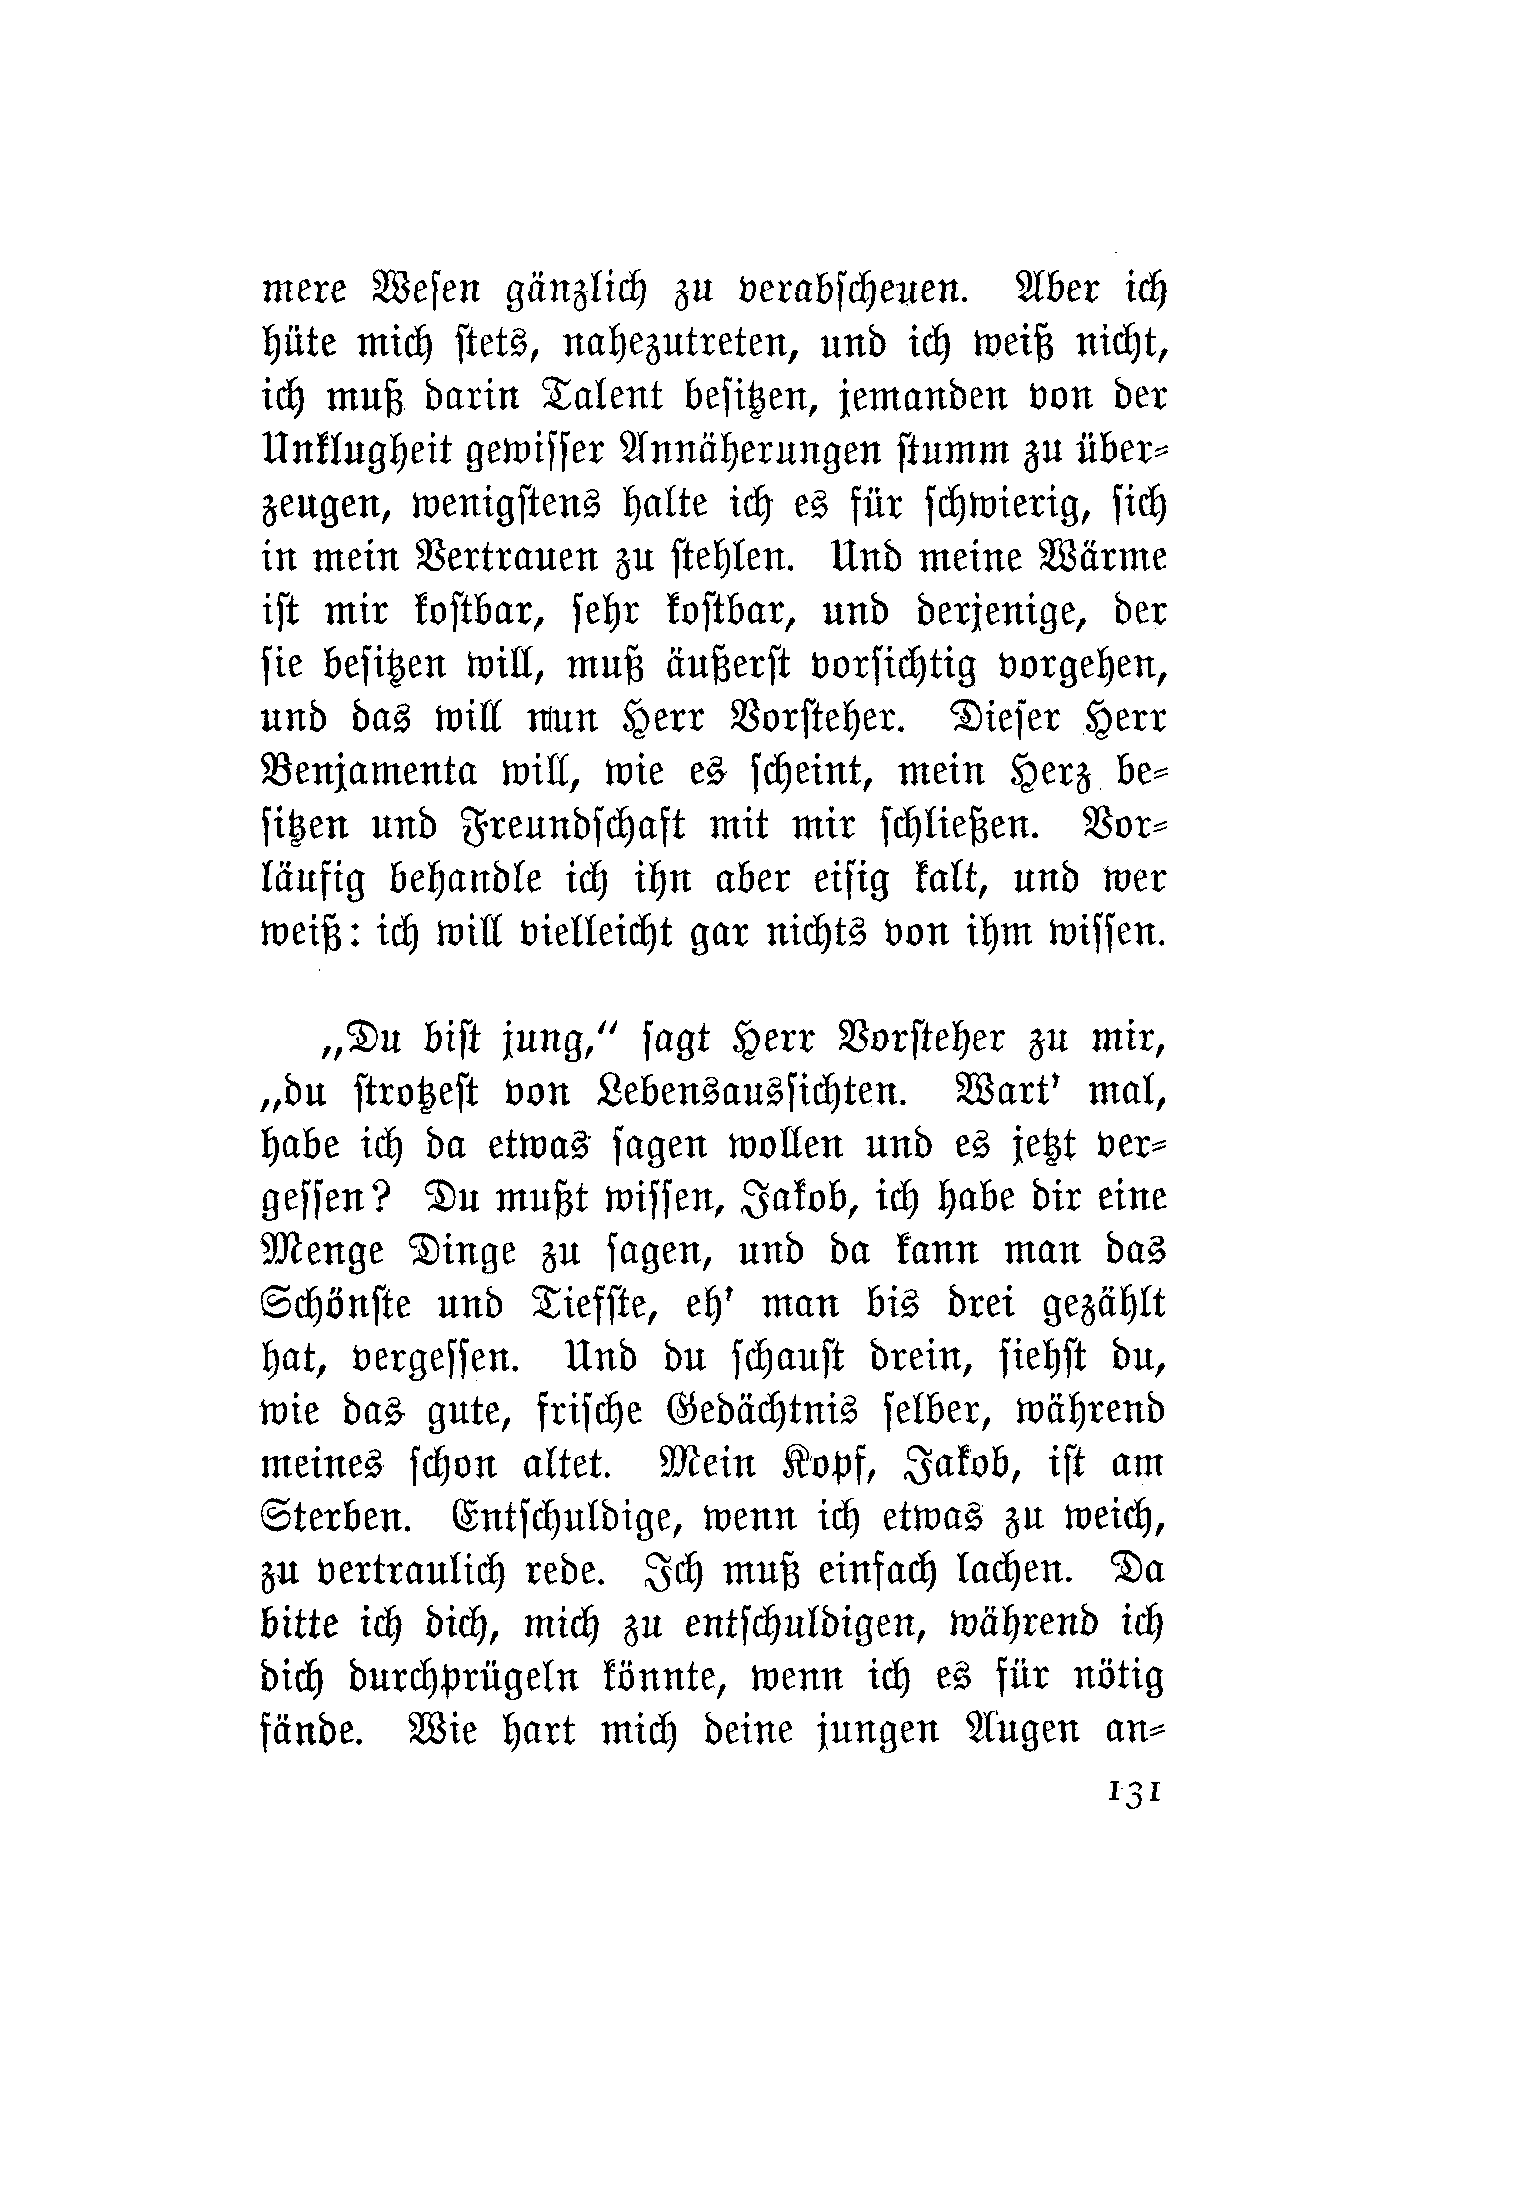 mere Weſen gänzlich zu verabſcheuen. Aber ich
hüte mich ſtets, nahezutreten, und ich weiß nicht,
ich muß darin Talent beſitzen, jemanden von der
Unklugheit gewiſſer Annäherungen ſtumm zu über⸗
zeugen, wenigſtens halte ich es für ſchwierig, ſich
in mein Vertrauen zu ſtehlen. Und meine Wärme
iſt mir koſtbar, ſehr koſtbar, und derjenige, der
ſie beſitzen will, muß äußerſt vorſichtig vorgehen,
und das will nun Herr Vorſteher. Dieſer Herr
Benjamenta will, wie es ſcheint, mein Herz be⸗
ſitzen und Freundſchaft mit mir ſchließen. Vor⸗
läufig behandle ich ihn aber eiſig kalt, und wer
weiß: ich will vielleicht gar nichts von ihm wiſſen.
„Du biſt jung,“ ſagt Herr Vorſteher zu mir,
„du ſtrotzeſt von Lebensausſichten. Wart’ mal,
habe ich da etwas ſagen wollen und es jetzt ver⸗
geſſen? Du mußt wiſſen, Jakob, ich habe dir eine
Menge Dinge zu ſagen, und da kann man das
Schönſte und Tiefſte, eh’ man bis drei gezählt
hat, vergeſſen. Und du ſchauſt drein, ſiehſt du,
wie das gute, friſche Gedächtnis ſelber, während
meines ſchon altet. Mein Kopf, Jakob, iſt am
Sterben. Entſchuldige, wenn ich etwas zu weich,
zu vertraulich rede. Ich muß einfach lachen. Da
bitte ich dich, mich zu entſchuldigen, während ich
dich durchprügeln könnte, wenn ich es für nötig
fände. Wie hart mich deine jungen Augen an⸗
131